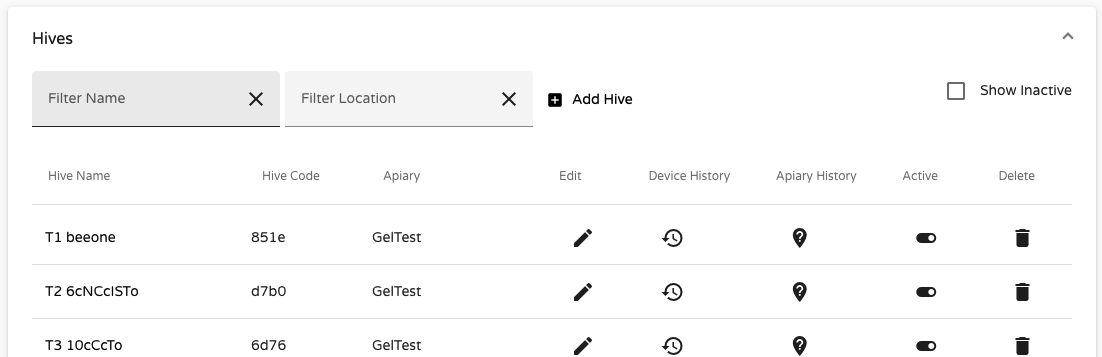 Hives
Filter Name Filter Location Add Hive Show Inactive
Hive Name Hive Code Apiary Edit Device History Apiary History Active Delete
T1 beeone 851e GelTest
T2 6cNCcISTo d7b0 GelTest
T3 10cCcTo 6d76 GelTest